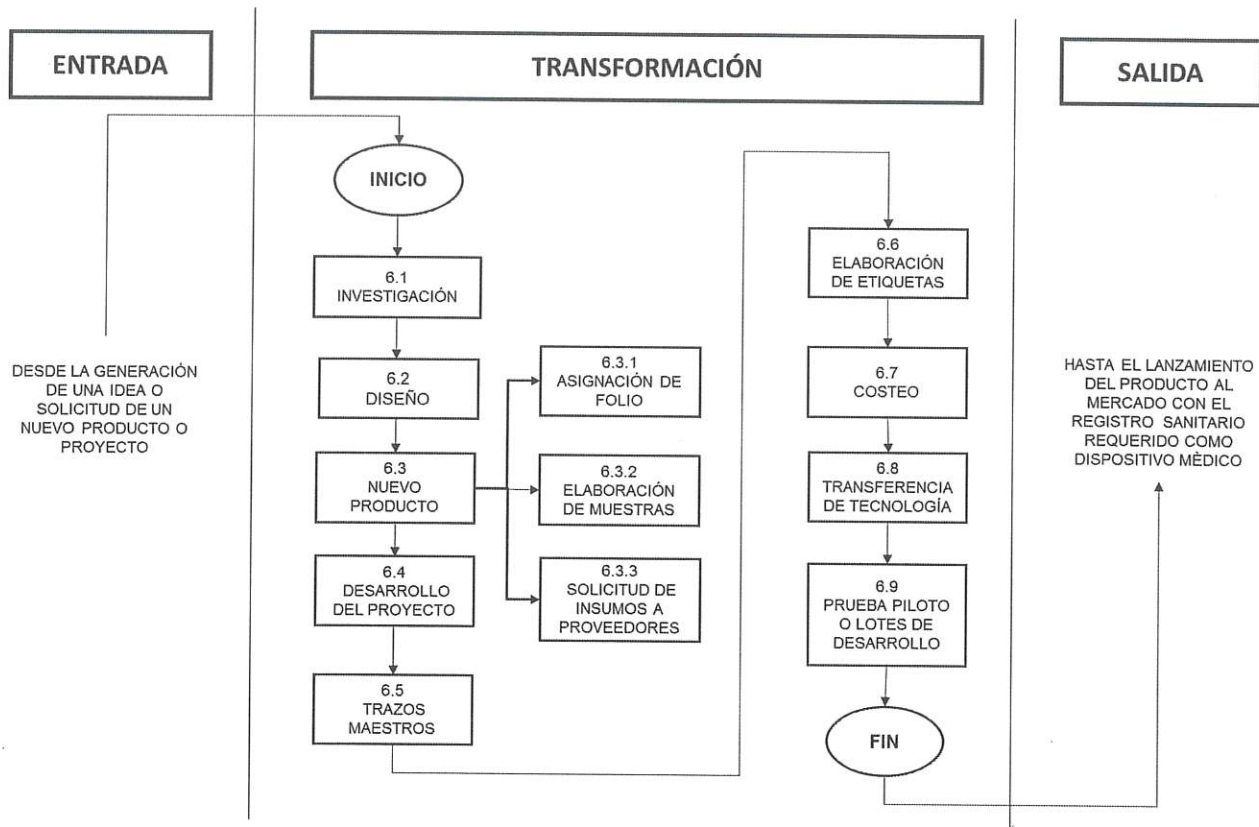 ENTRADA
TRANSFORMACIÓN
SALIDA
DESDE LA GENERACIÓN
DE UNA IDEA O
SOLICITUD DE UN
NUEVO PRODUCTO O
PROYECTO
INICIO
6.1
INVESTIGACIÓN
6.2
DISEÑO
6.3
NUEVO
PRODUCTO
6.3.1
ASIGNACIÓN DE
FOLIO
6.3.2
ELABORACIÓN
DE MUESTRAS
6.3.3
SOLICITUD DE
INSUMOS A
PROVEEDORES
6.4
DESARROLLO
DEL PROYECTO
6.5
TRAZOS
MAESTROS
6.6
ELABORACIÓN
DE ETIQUETAS
6.7
COSTEO
6.8
TRANSFERENCIA
DE TECNOLOGÍA
6.9
PRUEBA PILOTO
O LOTES DE
DESARROLLO
FIN
HASTA EL LANZAMIENTO
DEL PRODUCTO AL
MERCADO CON EL
REGISTRO SANITARIO
REQUERIDO COMO
DISPOSITIVO MÈDICO